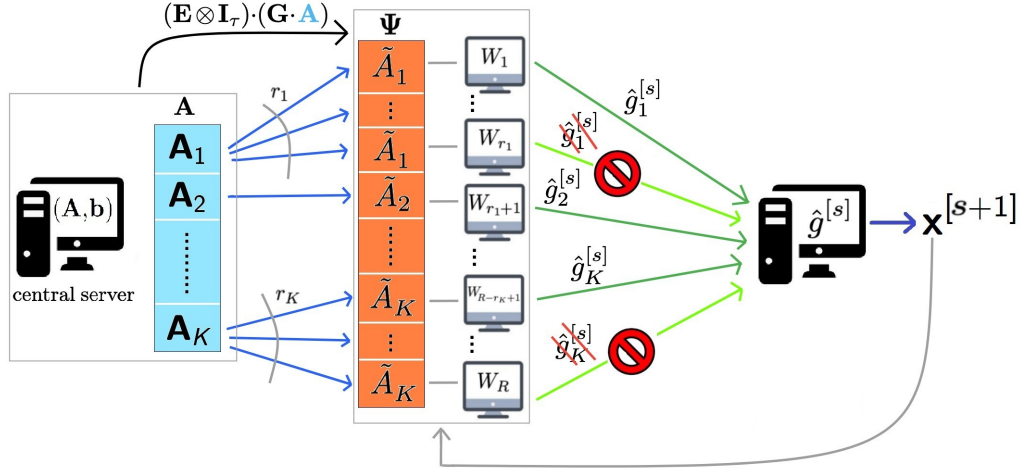 (E ⊗ I_τ)·(G·A)
Ψ
A
r_1
r_K
A_1
A_2
⋮
A_K
(A,b)
central server
Ã_1
⋮
Ã_1
Ã_2
⋮
Ã_K
⋮
Ã_K
W_1
⋮
W_{r_1}
W_{r_1+1}
⋮
W_{R-r_K+1}
⋮
W_R
ĝ_1^{[s]}
ĝ_1^{[s]}
ĝ_2^{[s]}
ĝ_K^{[s]}
ĝ_K^{[s]}
ĝ^{[s]}
x^{[s+1]}